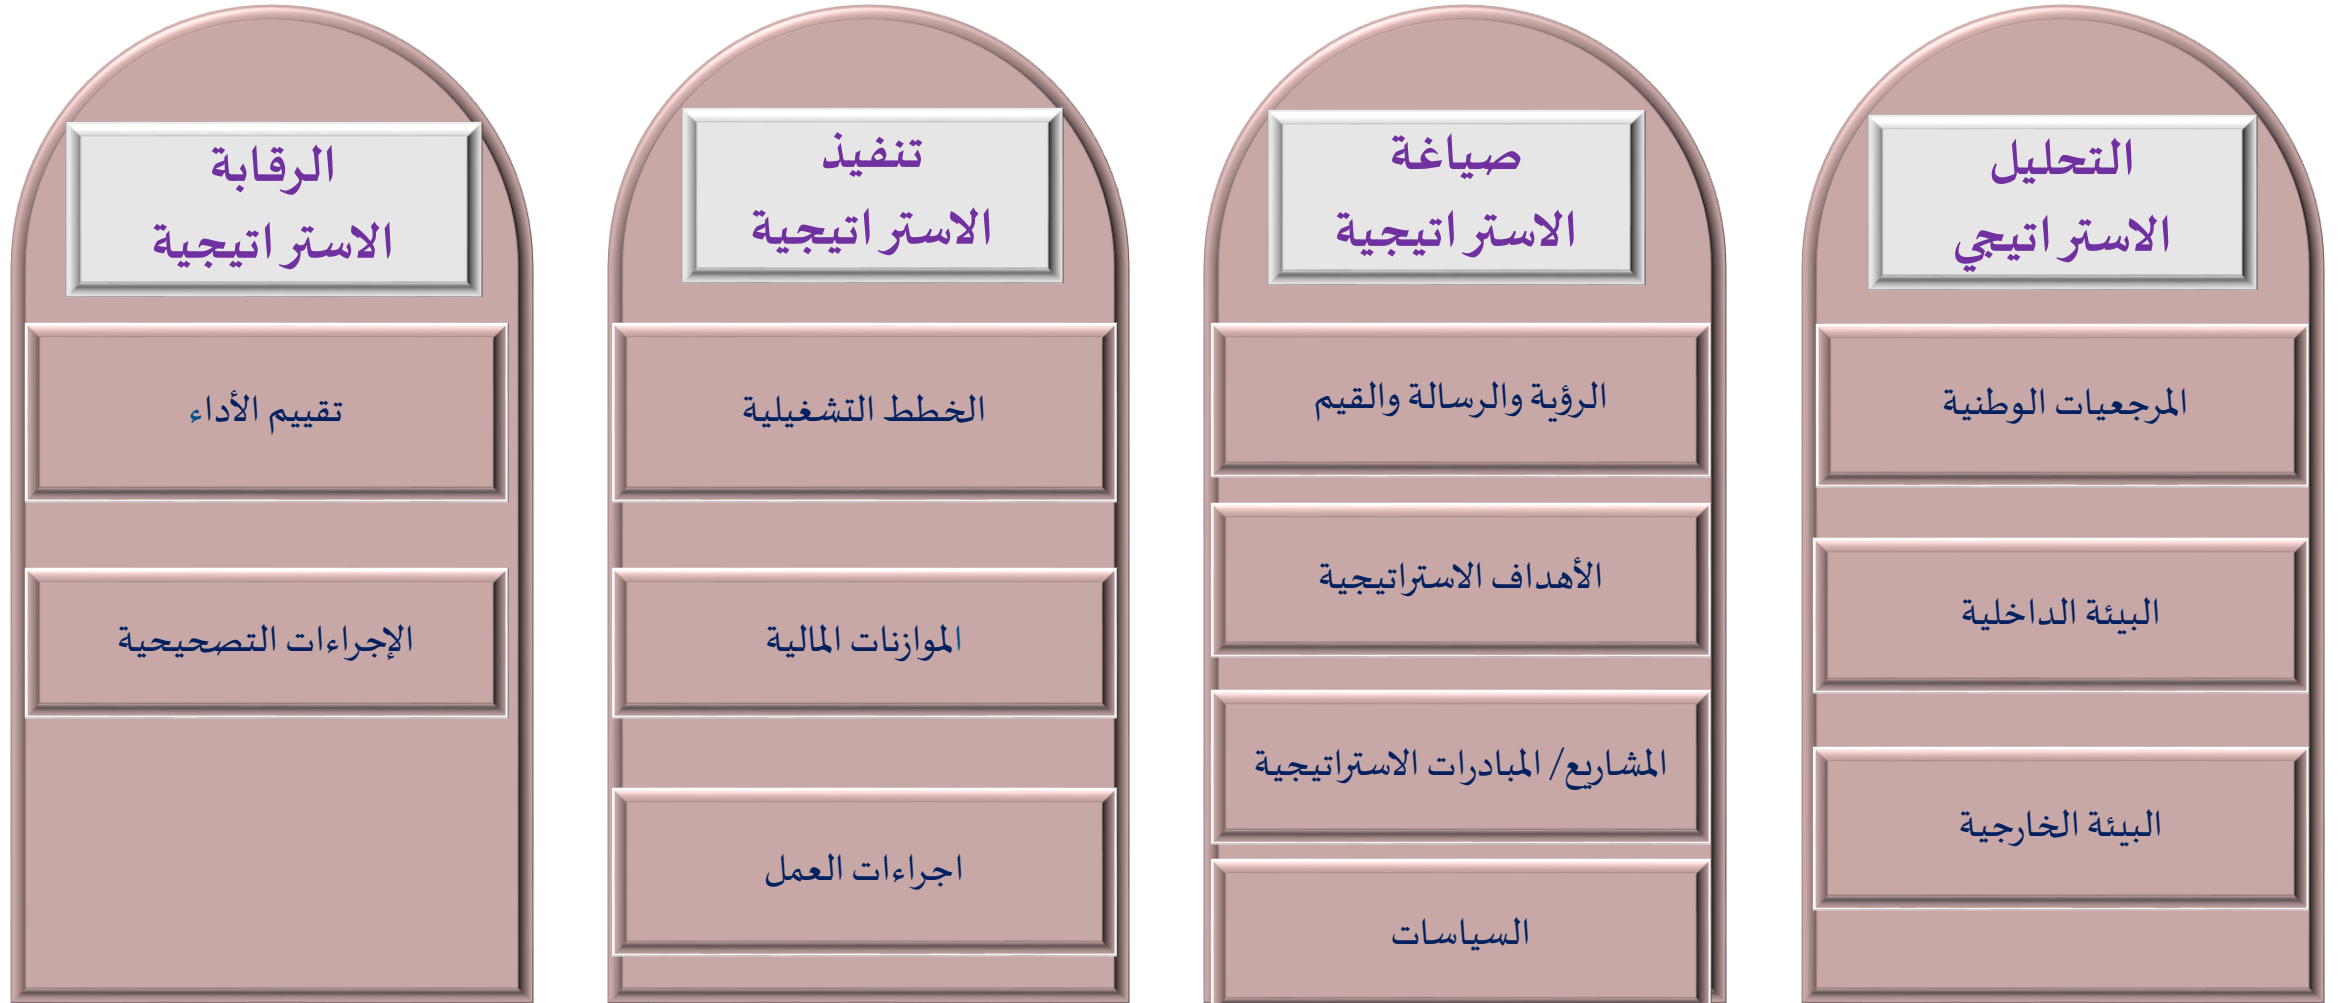 التحليل
الاستراتيجي
المرجعيات الوطنية
البيئة الداخلية
البيئة الخارجية
صياغة
الاستراتيجية
الرؤية والرسالة والقيم
الأهداف الاستراتيجية
المشاريع/ المبادرات الاستراتيجية
السياسات
تنفيذ
الاستراتيجية
الخطط التشغيلية
الموازنات المالية
اجراءات العمل
الرقابة
الاستراتيجية
تقييم الأداء
الإجراءات التصحيحية